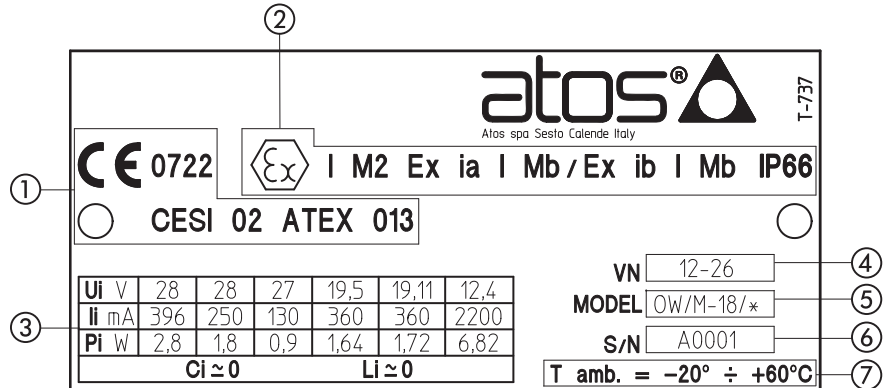 ②
atos®
Atos spa Sesto Calende Italy
T-737
CE 0722
Ex I M2 Ex ia I Mb / Ex ib I Mb IP66
①
CESI 02 ATEX 013
VN 12-26 ④
MODEL OW/M-18/* ⑤
S/N A0001 ⑥
T amb. = -20° ÷ +60°C ⑦
③
Ui V 28 28 27 19,5 19,11 12,4
Ii mA 396 250 130 360 360 2200
Pi W 2,8 1,8 0,9 1,64 1,72 6,82
Ci ≃ 0 Li ≃ 0